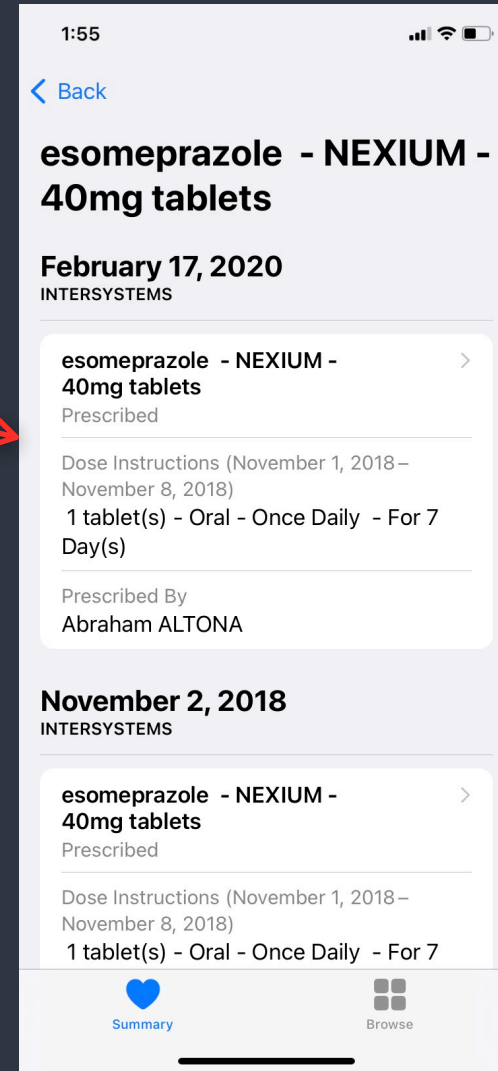 1:55
Back
esomeprazole - NEXIUM -
40mg tablets
February 17, 2020
INTERSYSTEMS
esomeprazole - NEXIUM -
40mg tablets
Prescribed
Dose Instructions (November 1, 2018–
November 8, 2018)
1 tablet(s) - Oral - Once Daily - For 7
Day(s)
Prescribed By
Abraham ALTONA
November 2, 2018
INTERSYSTEMS
esomeprazole - NEXIUM -
40mg tablets
Prescribed
Dose Instructions (November 1, 2018–
November 8, 2018)
1 tablet(s) - Oral - Once Daily - For 7
Summary
Browse